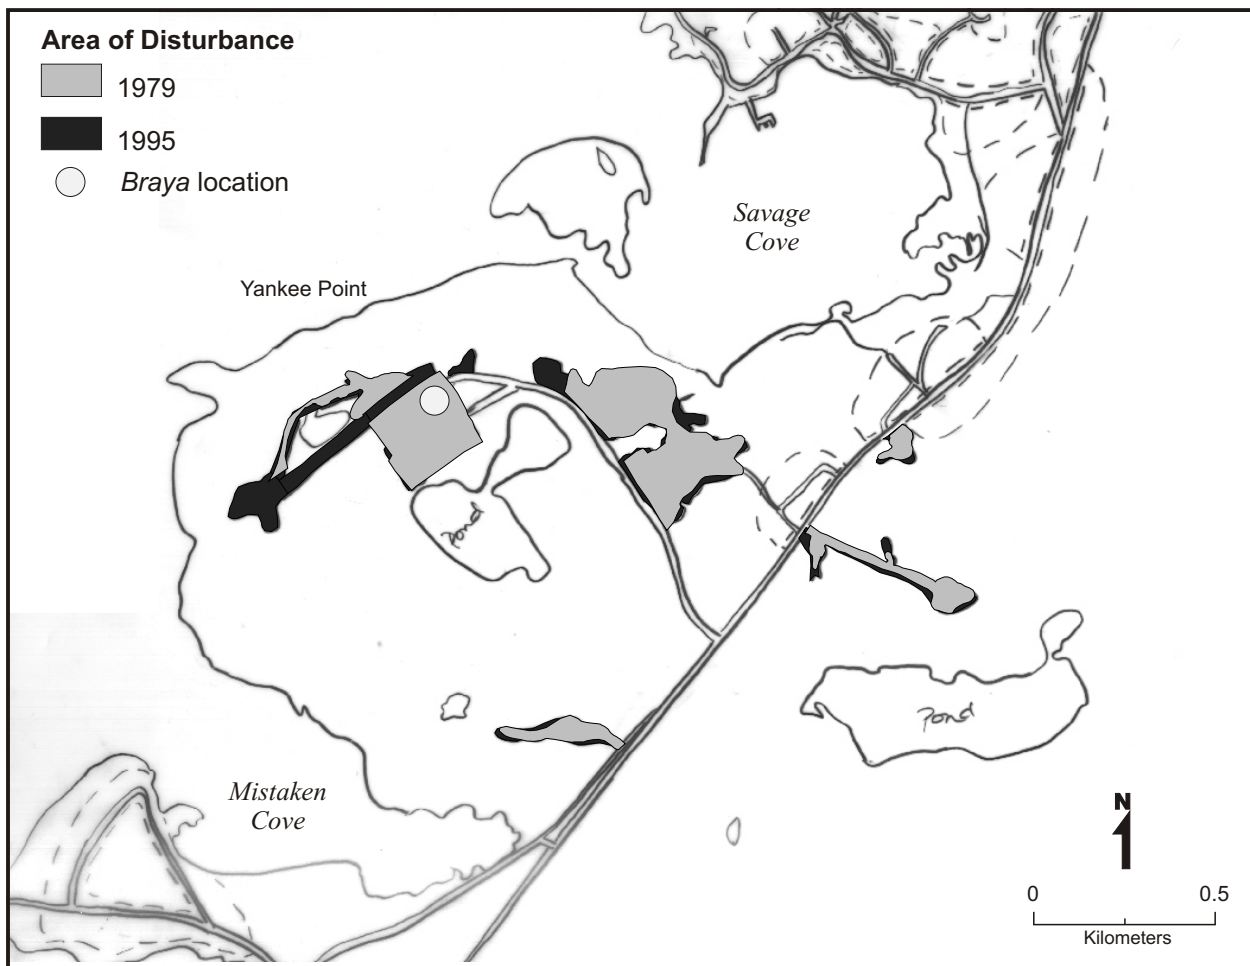 Area of Disturbance
1979
1995
Braya location
Savage
Cove
Yankee Point
Pond
Pond
Mistaken
Cove
N
0 0.5
Kilometers